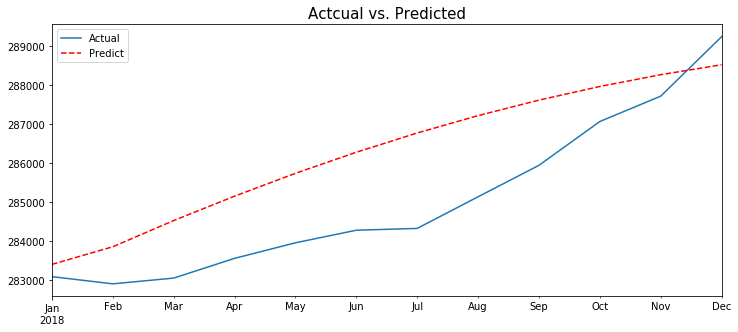 Actcual vs. Predicted
Actual
Predict
289000
288000
287000
286000
285000
284000
283000
Jan Feb Mar Apr May Jun Jul Aug Sep Oct Nov Dec
2018